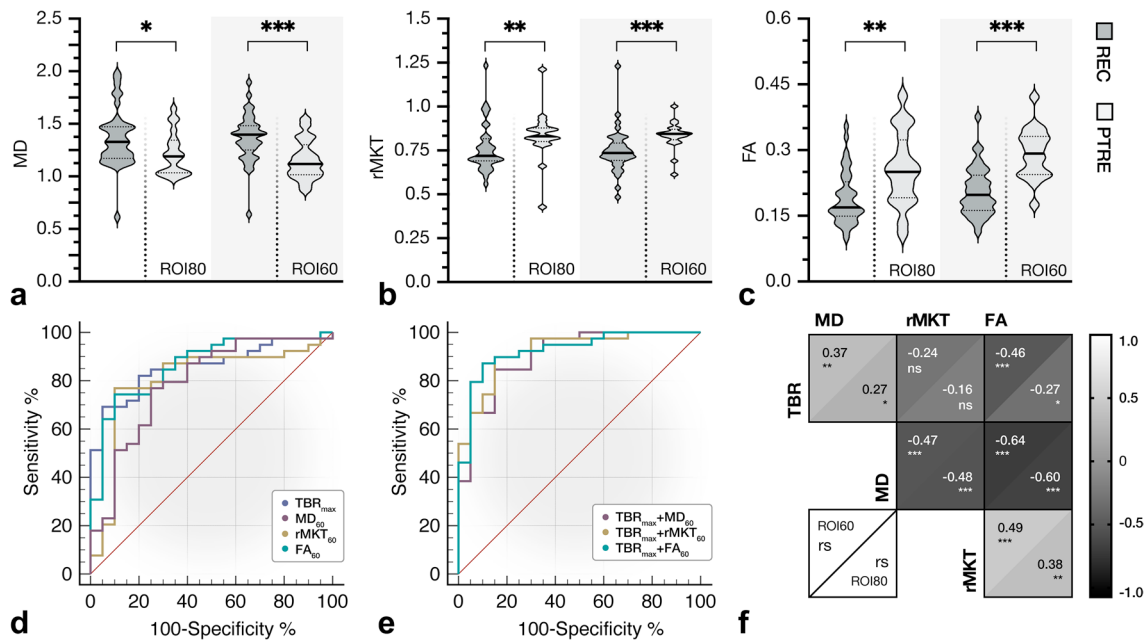 2.5
2.0
1.5
1.0
0.5
0.0
MD
*
***
ROI80
ROI60
a
1.5
1.25
1.0
0.75
0.5
0.25
0.0
rMKT
**
***
ROI80
ROI60
b
0.6
0.45
0.3
0.15
0.0
FA
**
***
ROI80
ROI60
c
REC
PTRE
100
80
60
40
20
0
Sensitivity %
TBRmax
MD60
rMKT60
FA60
0 20 40 60 80 100
100-Specificity %
d
100
80
60
40
20
0
Sensitivity %
TBRmax+MD60
TBRmax+rMKT60
TBRmax+FA60
0 20 40 60 80 100
100-Specificity %
e
MD rMKT FA
TBR
0.37
**
0.27
*
-0.24
ns
-0.16
ns
-0.46
***
-0.27
*
MD
-0.47
***
-0.48
***
-0.64
***
-0.60
***
ROI60
rs
rs
ROI80
rMKT
0.49
***
0.38
**
1.0
0.5
0
-0.5
-1.0
f